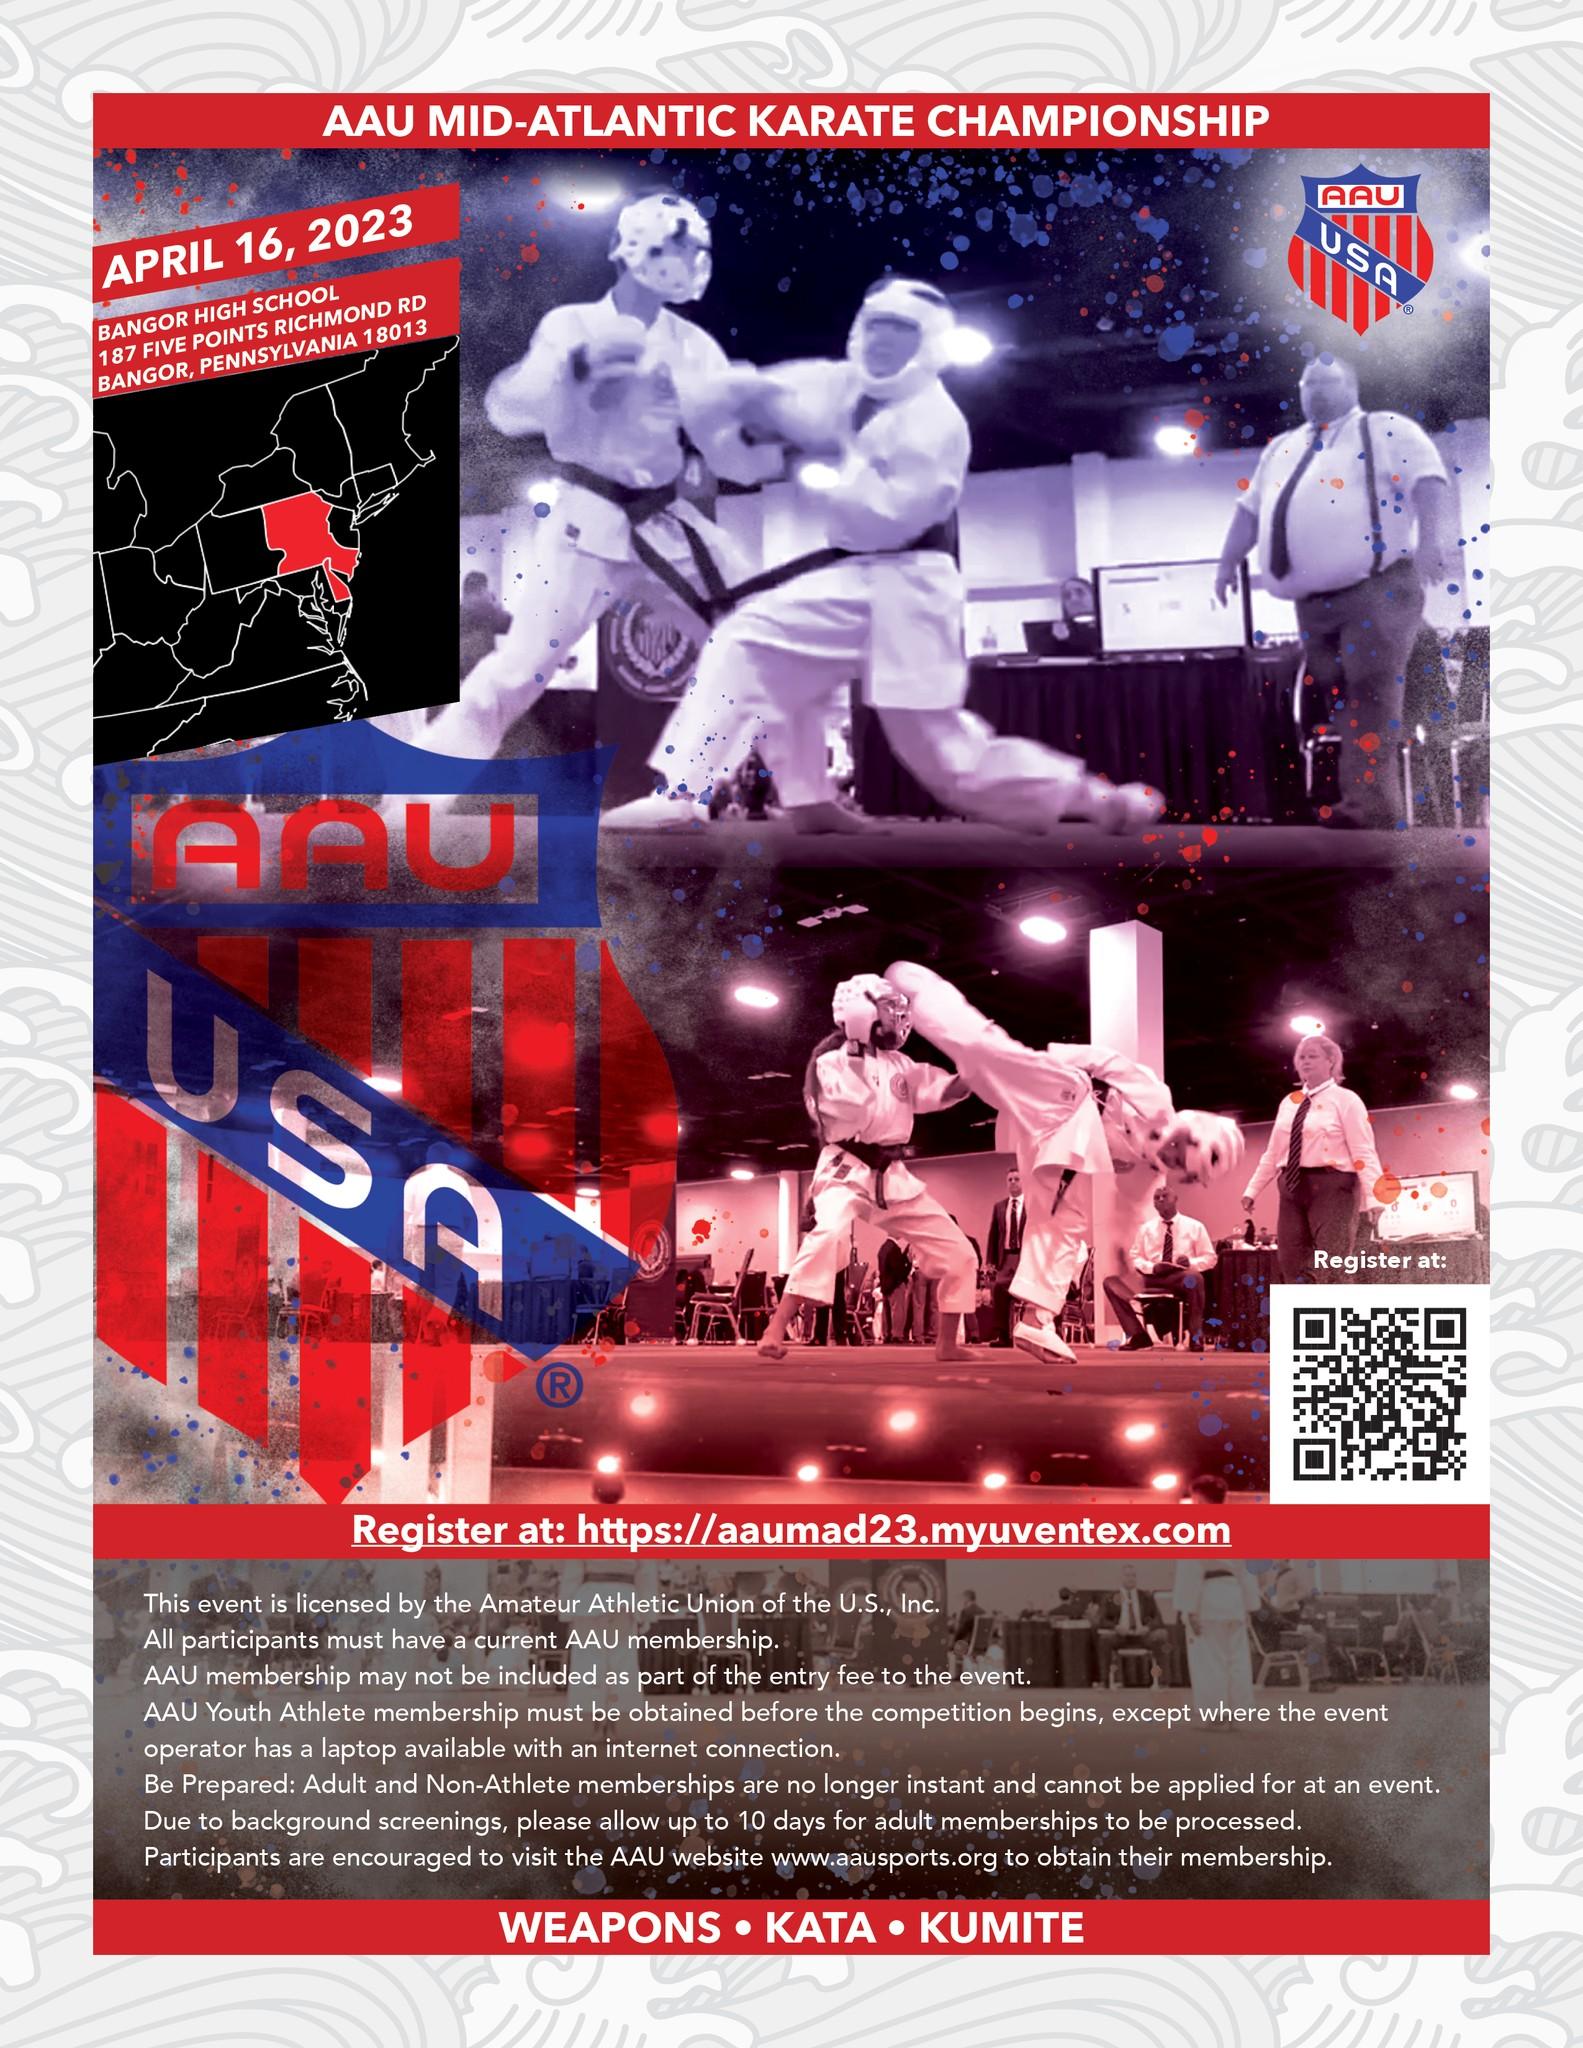 AAU MID-ATLANTIC KARATE CHAMPIONSHIP
APRIL 16, 2023
BANGOR HIGH SCHOOL
187 FIVE POINTS RICHMOND RD
BANGOR, PENNSYLVANIA 18013
AAU
USA
®
AAU
USA
®
Register at:
Register at: https://aaumad23.myuventex.com
This event is licensed by the Amateur Athletic Union of the U.S., Inc.
All participants must have a current AAU membership.
AAU membership may not be included as part of the entry fee to the event.
AAU Youth Athlete membership must be obtained before the competition begins, except where the event
operator has a laptop available with an internet connection.
Be Prepared: Adult and Non-Athlete memberships are no longer instant and cannot be applied for at an event.
Due to background screenings, please allow up to 10 days for adult memberships to be processed.
Participants are encouraged to visit the AAU website www.aausports.org to obtain their membership.
WEAPONS • KATA • KUMITE